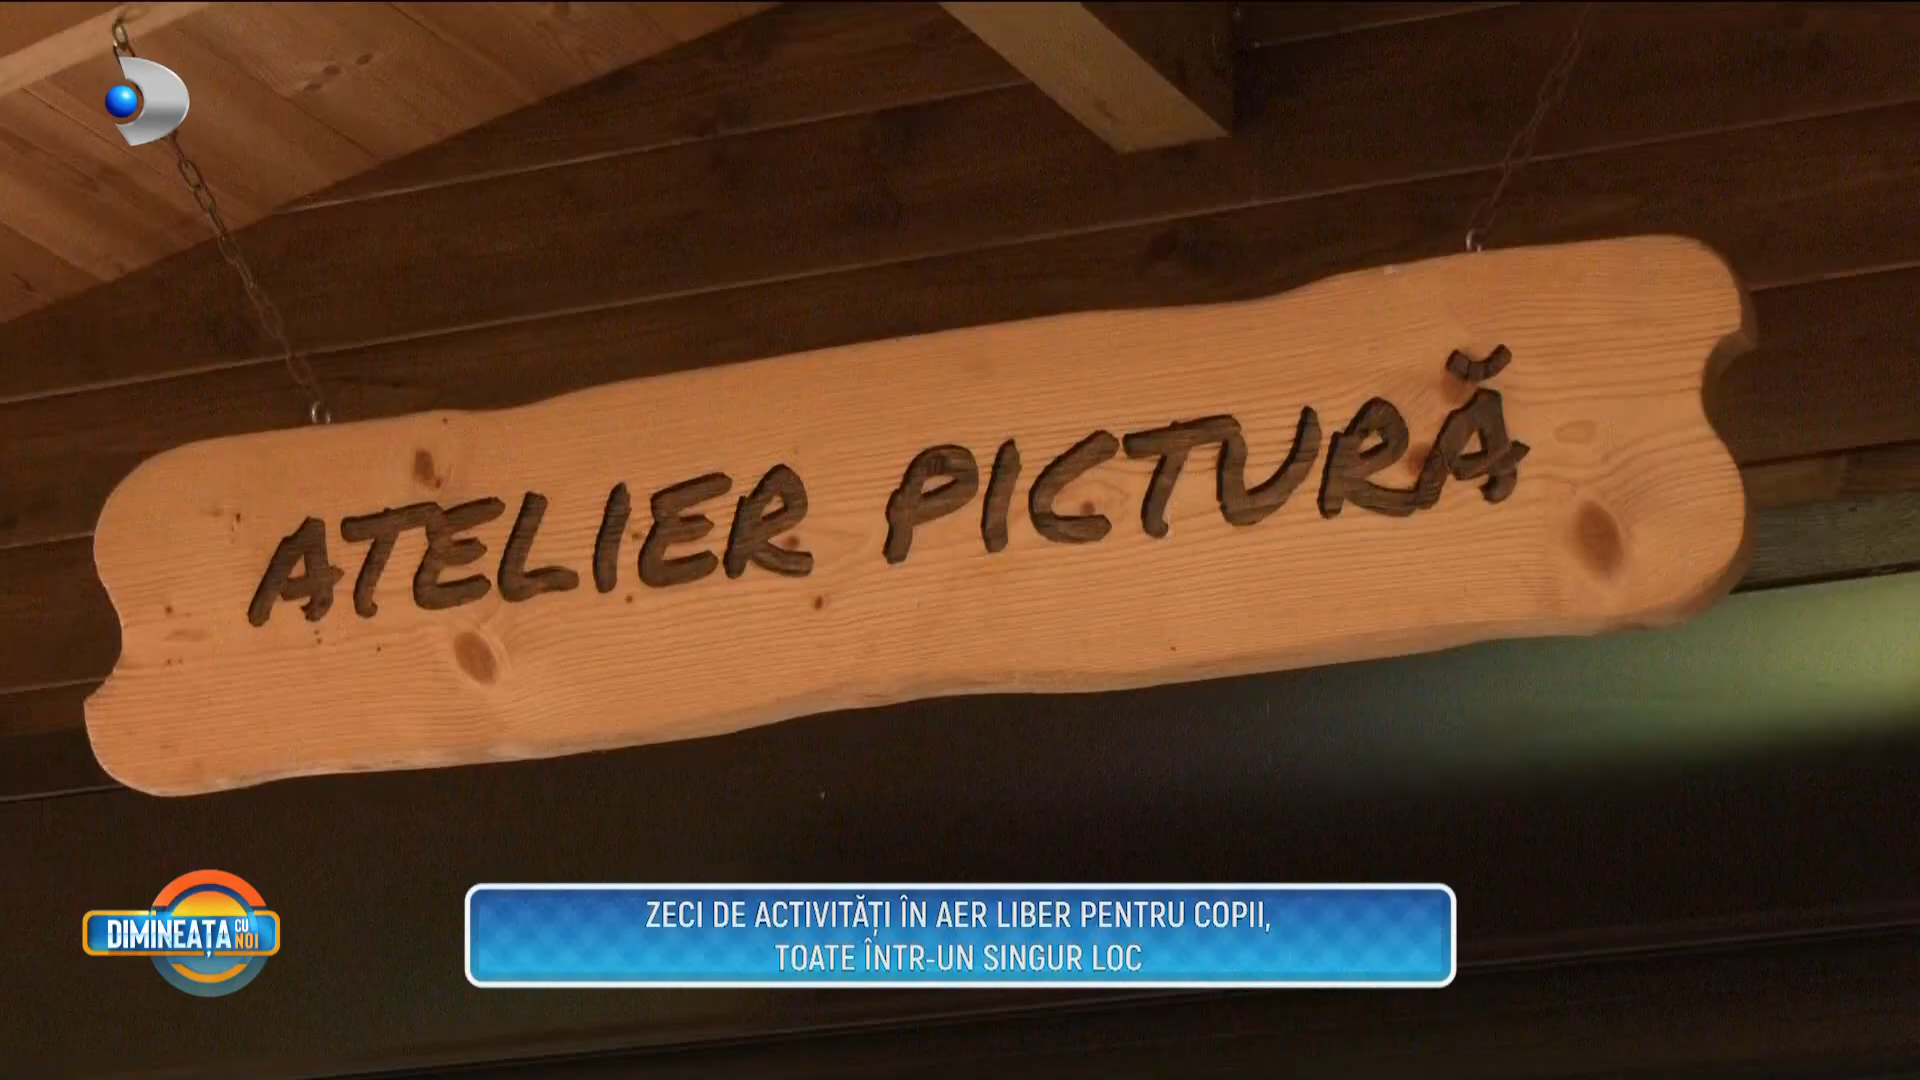 ATELIER PICTURĂ
DIMINEAȚA CU NOI
ZECI DE ACTIVITĂȚI ÎN AER LIBER PENTRU COPII,
TOATE ÎNTR-UN SINGUR LOC